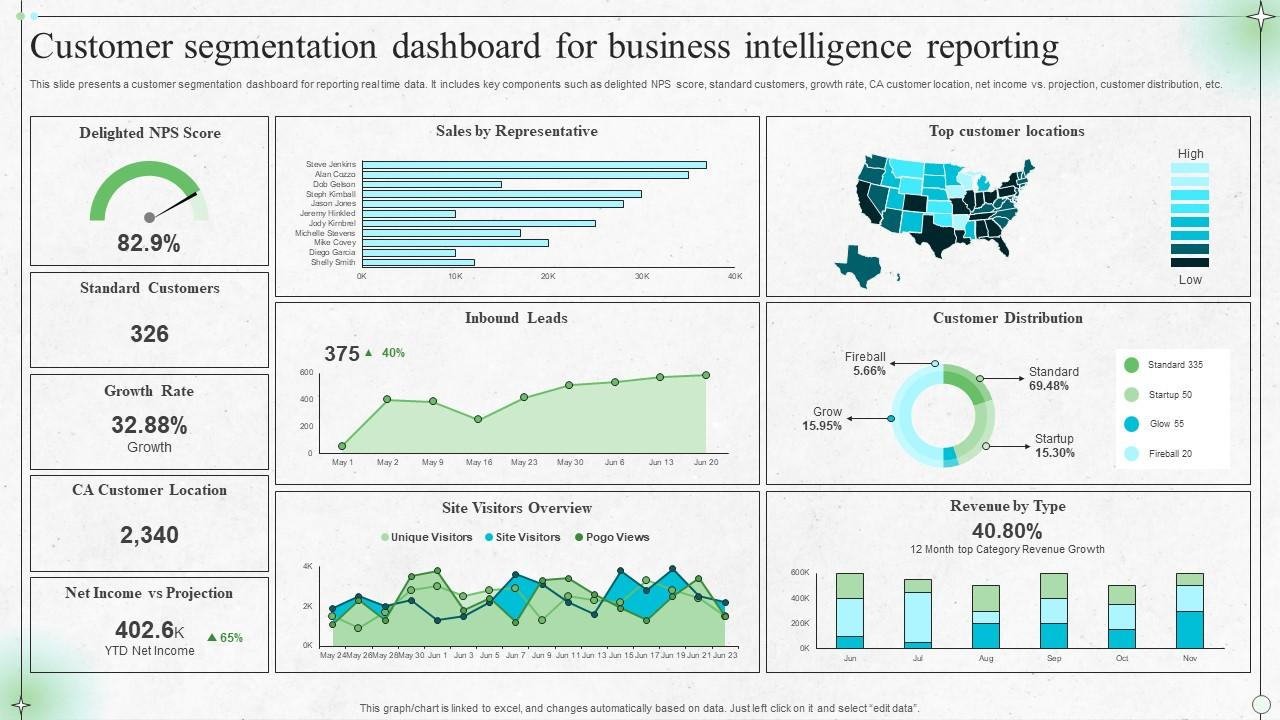 Customer segmentation dashboard for business intelligence reporting
This slide presents a customer segmentation dashboard for reporting real time data. It includes key components such as delighted NPS score, standard customers, growth rate, CA customer location, net income vs. projection, customer distribution, etc.
Delighted NPS Score
82.9%
Standard Customers
326
Growth Rate
32.88%
Growth
CA Customer Location
2,340
Net Income vs Projection
402.6K
65%
YTD Net Income
Sales by Representative
Steve Jenkins
Alan Cozzo
Dob Gelson
Steph Kimball
Jason Jones
Jeremy Hinkled
Jody Kirnbrel
Michelle Stevens
Mike Covey
Diego Garcia
Shelly Smith
0K 10K 20K 30K 40K
Inbound Leads
375 40%
600
400
200
0
May 1 May 2 May 9 May 16 May 23 May 30 Jun 6 Jun 13 Jun 20
Site Visitors Overview
Unique Visitors Site Visitors Pogo Views
4K
2K
0K
May 24 May 26 May 28 May 30 Jun 1 Jun 3 Jun 5 Jun 7 Jun 9 Jun 11 Jun 13 Jun 15 Jun 17 Jun 19 Jun 21 Jun 23
Top customer locations
High
Low
Customer Distribution
Fireball
5.66%
Grow
15.95%
Standard
69.48%
Startup
15.30%
Standard 335
Startup 50
Glow 55
Fireball 20
Revenue by Type
40.80%
12 Month top Category Revenue Growth
600K
400K
200K
0K
Jun Jul Aug Sep Oct Nov
This graph/chart is linked to excel, and changes automatically based on data. Just left click on it and select “edit data”.